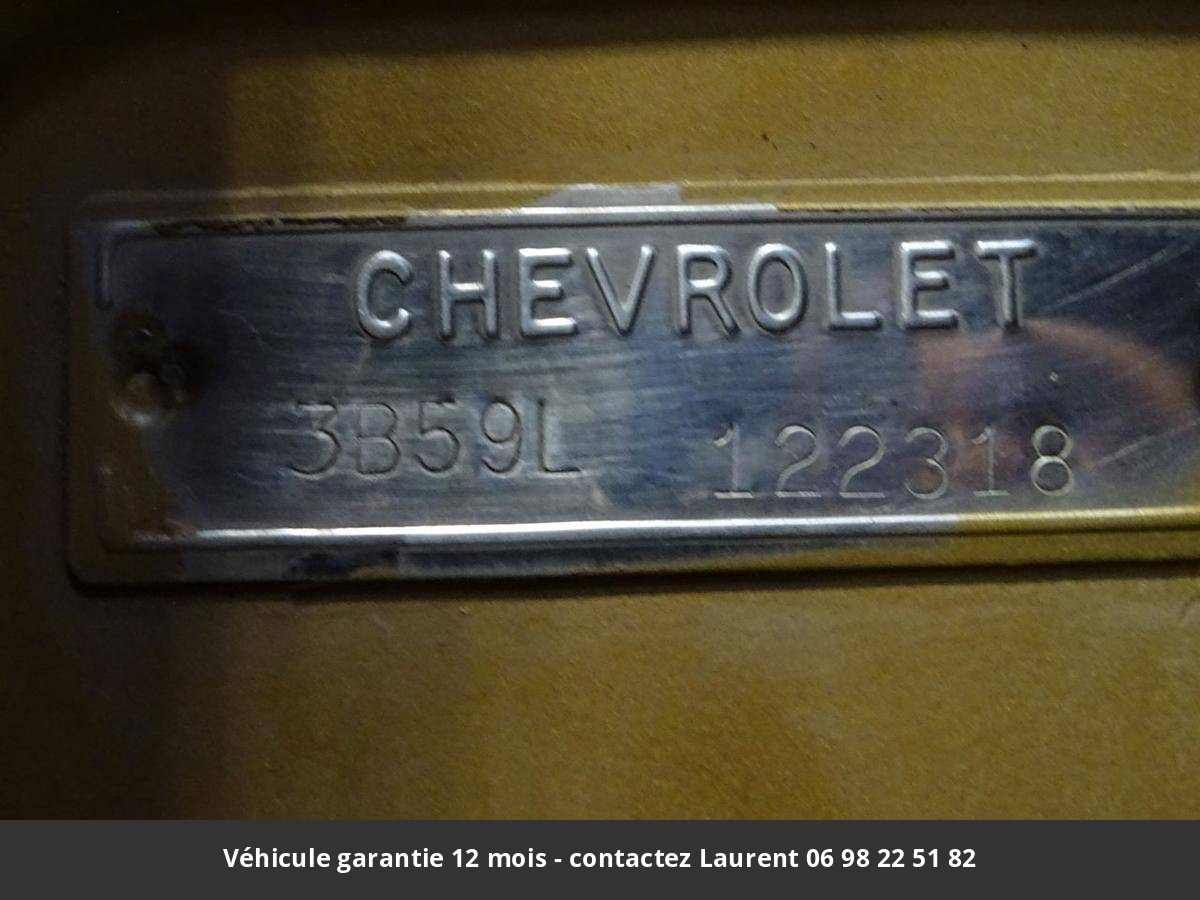 CHEVROLET
3B59L 122318
Véhicule garantie 12 mois - contactez Laurent 06 98 22 51 82